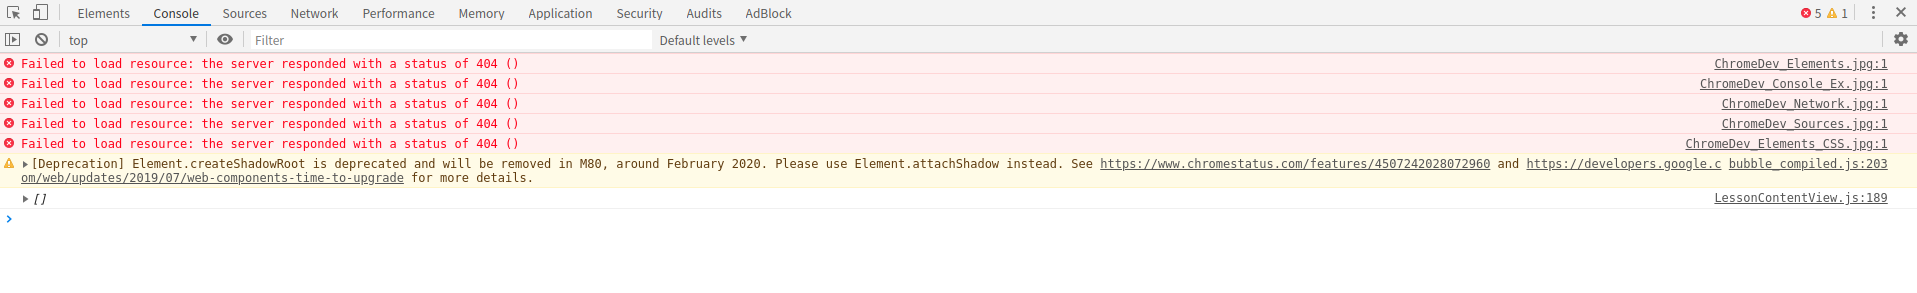 Elements Console Sources Network Performance Memory Application Security Audits AdBlock 5 1
top Filter Default levels
Failed to load resource: the server responded with a status of 404 () ChromeDev_Elements.jpg:1
Failed to load resource: the server responded with a status of 404 () ChromeDev_Console_Ex.jpg:1
Failed to load resource: the server responded with a status of 404 () ChromeDev_Network.jpg:1
Failed to load resource: the server responded with a status of 404 () ChromeDev_Sources.jpg:1
Failed to load resource: the server responded with a status of 404 () ChromeDev_Elements_CSS.jpg:1
[Deprecation] Element.createShadowRoot is deprecated and will be removed in M80, around February 2020. Please use Element.attachShadow instead. See https://www.chromestatus.com/features/4507242028072960 and https://developers.google.c bubble_compiled.js:203
om/web/updates/2019/07/web-components-time-to-upgrade for more details.
[] LessonContentView.js:189